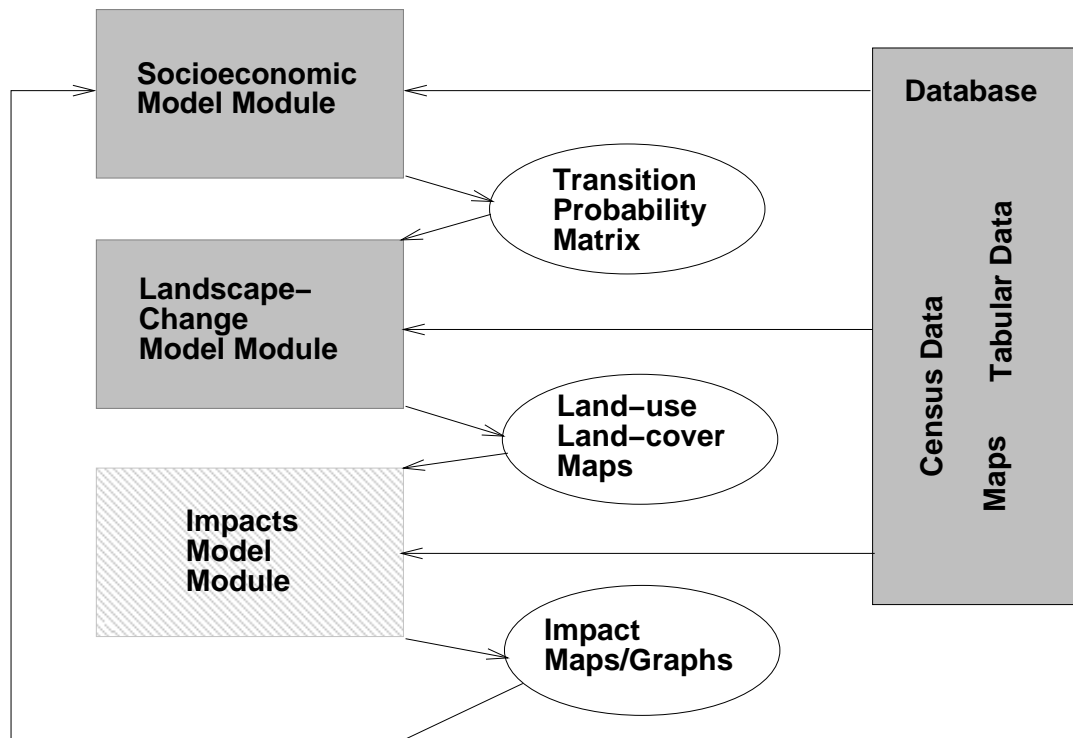 Socioeconomic
Model Module
Database
Transition
Probability
Matrix
Landscape–
Change
Model Module
Census Data
Maps
Tabular Data
Land–use
Land–cover
Maps
Impacts
Model
Module
Impact
Maps/Graphs